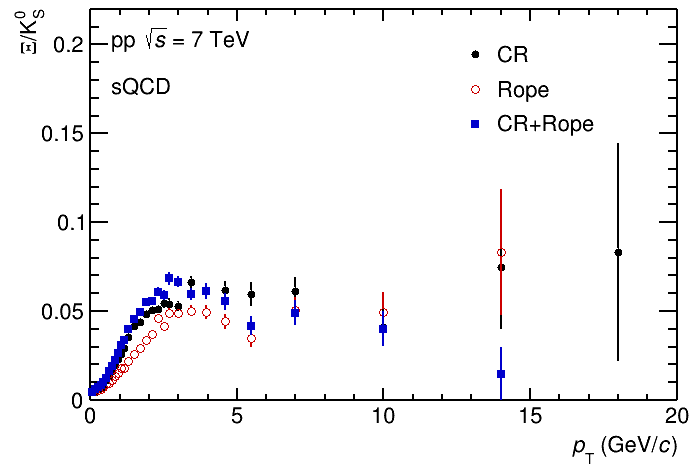 Ξ/K⁰_S
pp √s = 7 TeV
sQCD
CR
Rope
CR+Rope
0.2
0.15
0.1
0.05
0
0 5 10 15 20
p_T (GeV/c)